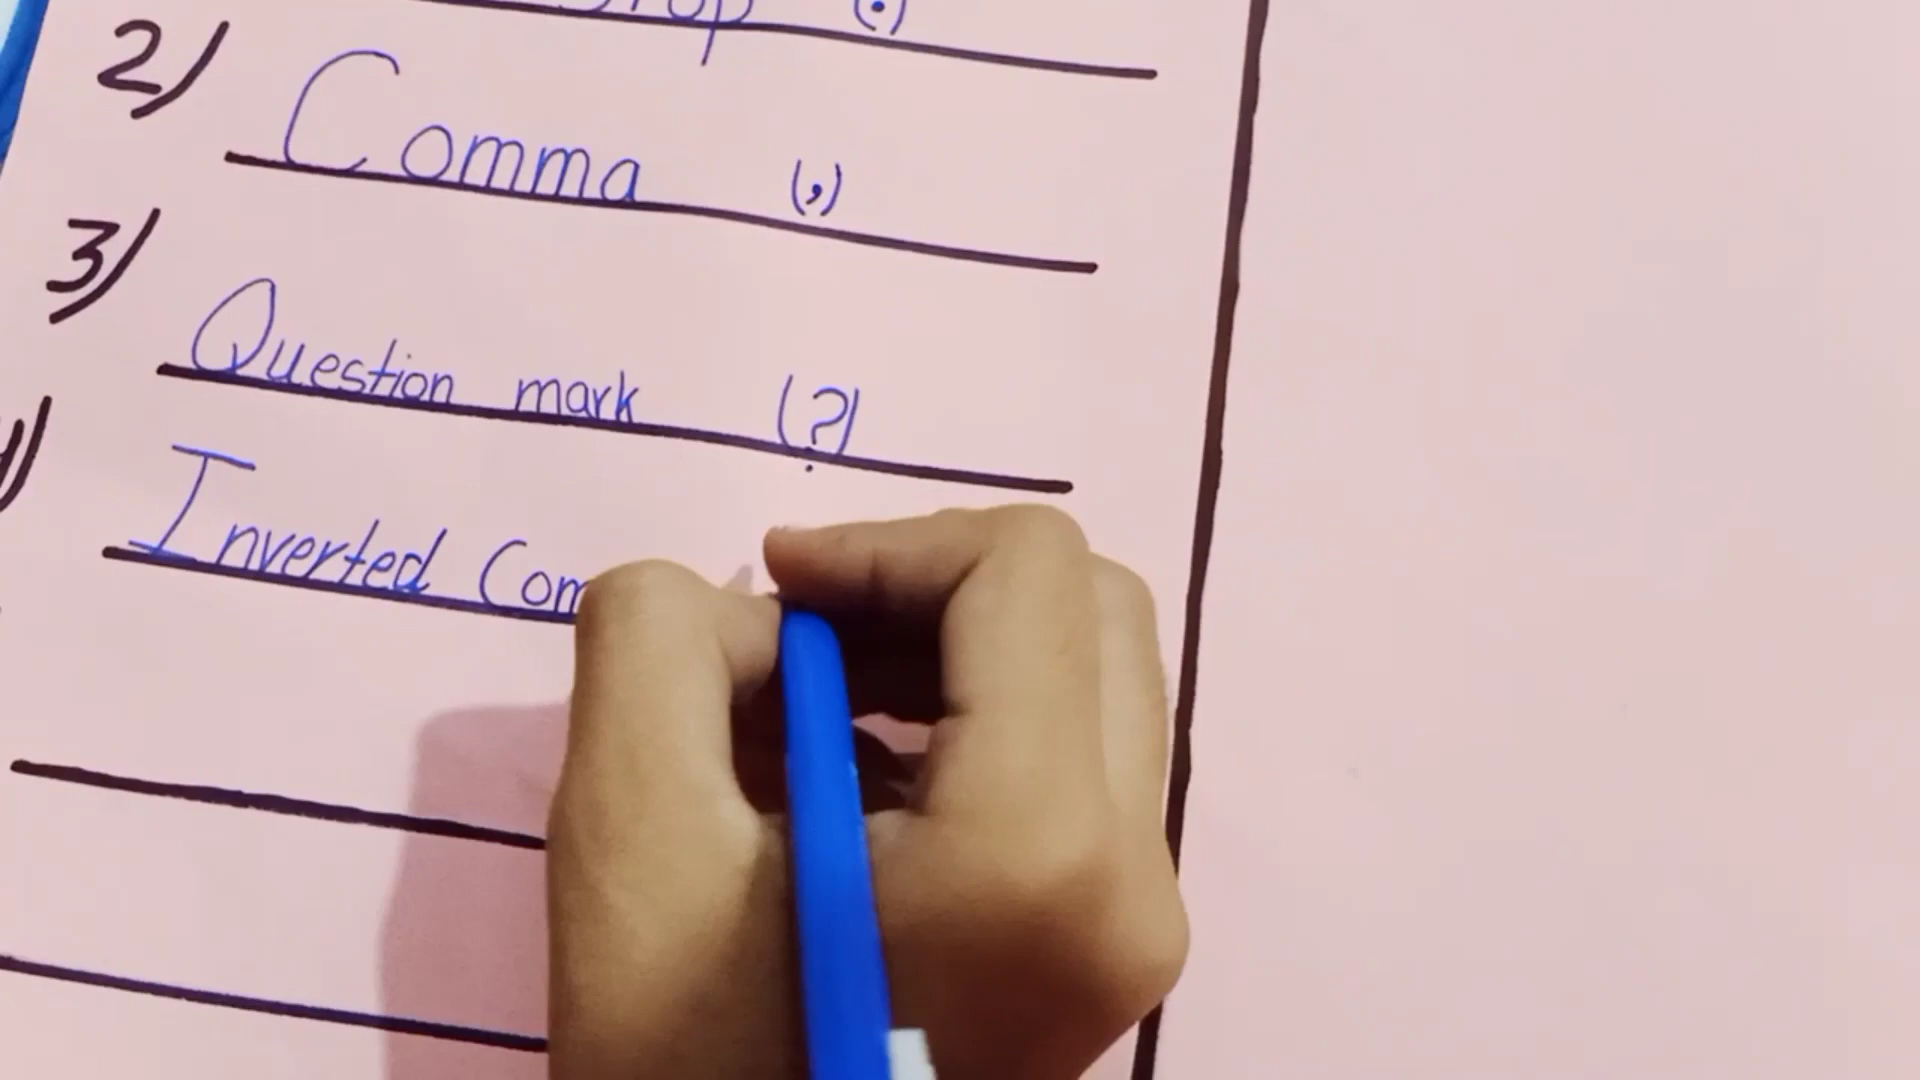 (.)
2) Comma (,)
3) Question mark (?)
Inverted Com